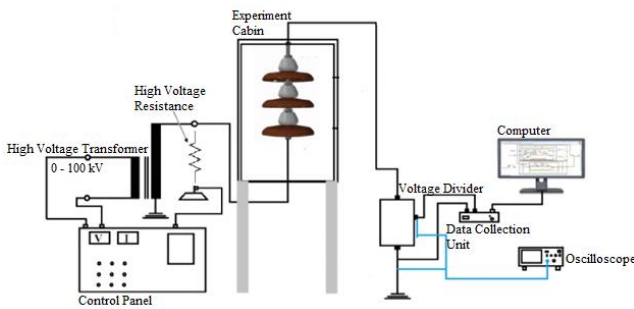 Experiment
Cabin
High Voltage
Resistance
High Voltage Transformer
0 - 100 kV
Computer
Voltage Divider
Data Collection
Unit
Oscilloscope
V
I
Control Panel